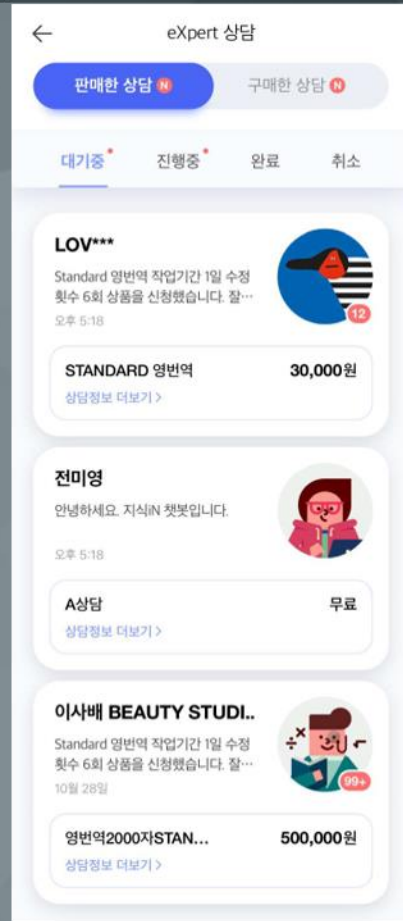 eXpert 상담
판매한 상담 N 구매한 상담 N
대기중 진행중 완료 취소
LOV***
Standard 영번역 작업기간 1일 수정
횟수 6회 상품을 신청했습니다. 잘…
오후 5:18
12
STANDARD 영번역 30,000원
상담정보 더보기 >
전미영
안녕하세요. 지식iN 챗봇입니다.
오후 5:18
A상담 무료
상담정보 더보기 >
이사배 BEAUTY STUDI..
Standard 영번역 작업기간 1일 수정
횟수 6회 상품을 신청했습니다. 잘…
10월 28일
99+
영번역2000자STAN... 500,000원
상담정보 더보기 >